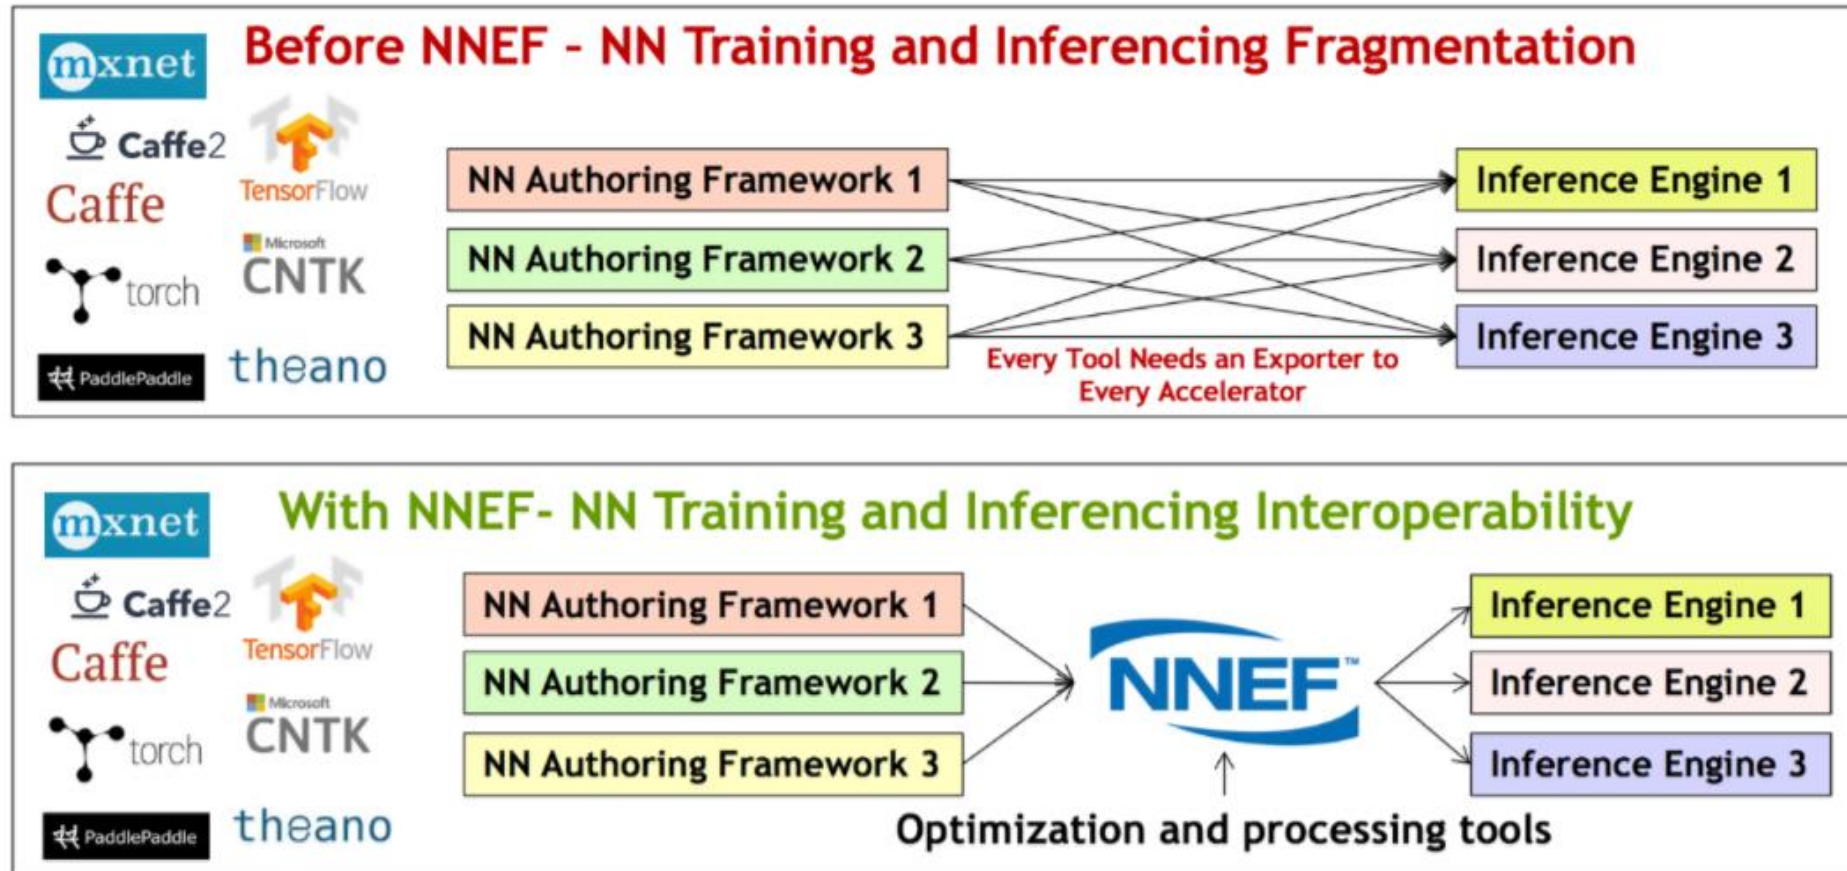 Before NNEF - NN Training and Inferencing Fragmentation
mxnet
Caffe2
TensorFlow
Caffe
Microsoft
CNTK
torch
PaddlePaddle
theano
NN Authoring Framework 1
NN Authoring Framework 2
NN Authoring Framework 3
Every Tool Needs an Exporter to
Every Accelerator
Inference Engine 1
Inference Engine 2
Inference Engine 3
With NNEF- NN Training and Inferencing Interoperability
mxnet
Caffe2
TensorFlow
Caffe
Microsoft
CNTK
torch
PaddlePaddle
theano
NN Authoring Framework 1
NN Authoring Framework 2
NN Authoring Framework 3
NNEF™
Optimization and processing tools
Inference Engine 1
Inference Engine 2
Inference Engine 3